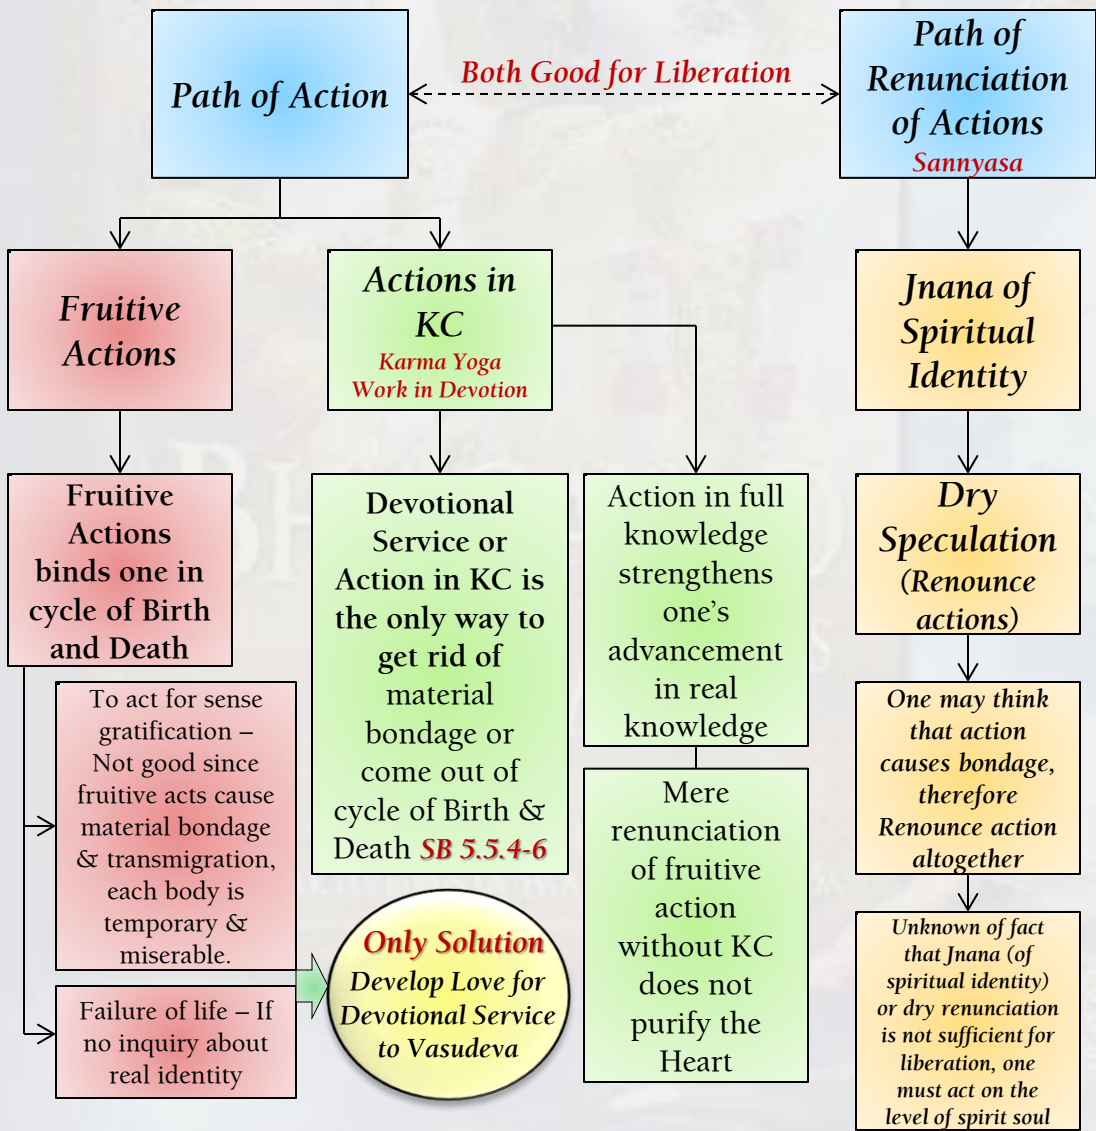 Path of Action
Both Good for Liberation
Path of
Renunciation
of Actions
Sannyasa
Fruitive
Actions
Actions in
KC
Karma Yoga
Work in Devotion
Jnana of
Spiritual
Identity
Fruitive
Actions
binds one in
cycle of Birth
and Death
Devotional
Service or
Action in KC is
the only way to
get rid of
material
bondage or
come out of
cycle of Birth &
Death SB 5.5.4-6
Action in full
knowledge
strengthens
one's
advancement
in real
knowledge
Dry
Speculation
(Renounce
actions)
To act for sense
gratification –
Not good since
fruitive acts cause
material bondage
& transmigration,
each body is
temporary &
miserable.
Failure of life – If
no inquiry about
real identity
Only Solution
Develop Love for
Devotional Service
to Vasudeva
Mere
renunciation
of fruitive
action
without KC
does not
purify the
Heart
One may think
that action
causes bondage,
therefore
Renounce action
altogether
Unknown of fact
that Jnana (of
spiritual identity)
or dry renunciation
is not sufficient for
liberation, one
must act on the
level of spirit soul